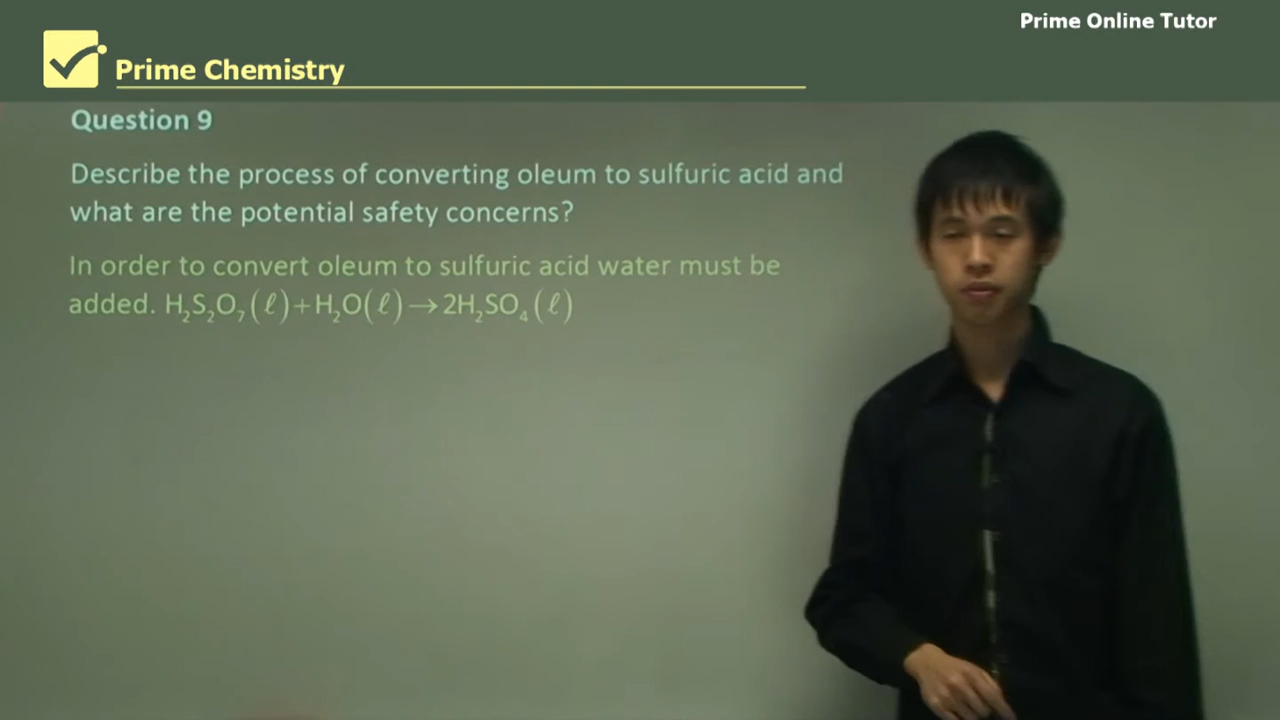 Prime Online Tutor
Prime Chemistry
Question 9
Describe the process of converting oleum to sulfuric acid and
what are the potential safety concerns?
In order to convert oleum to sulfuric acid water must be
added. H₂S₂O₇(ℓ)+H₂O(ℓ)→2H₂SO₄(ℓ)